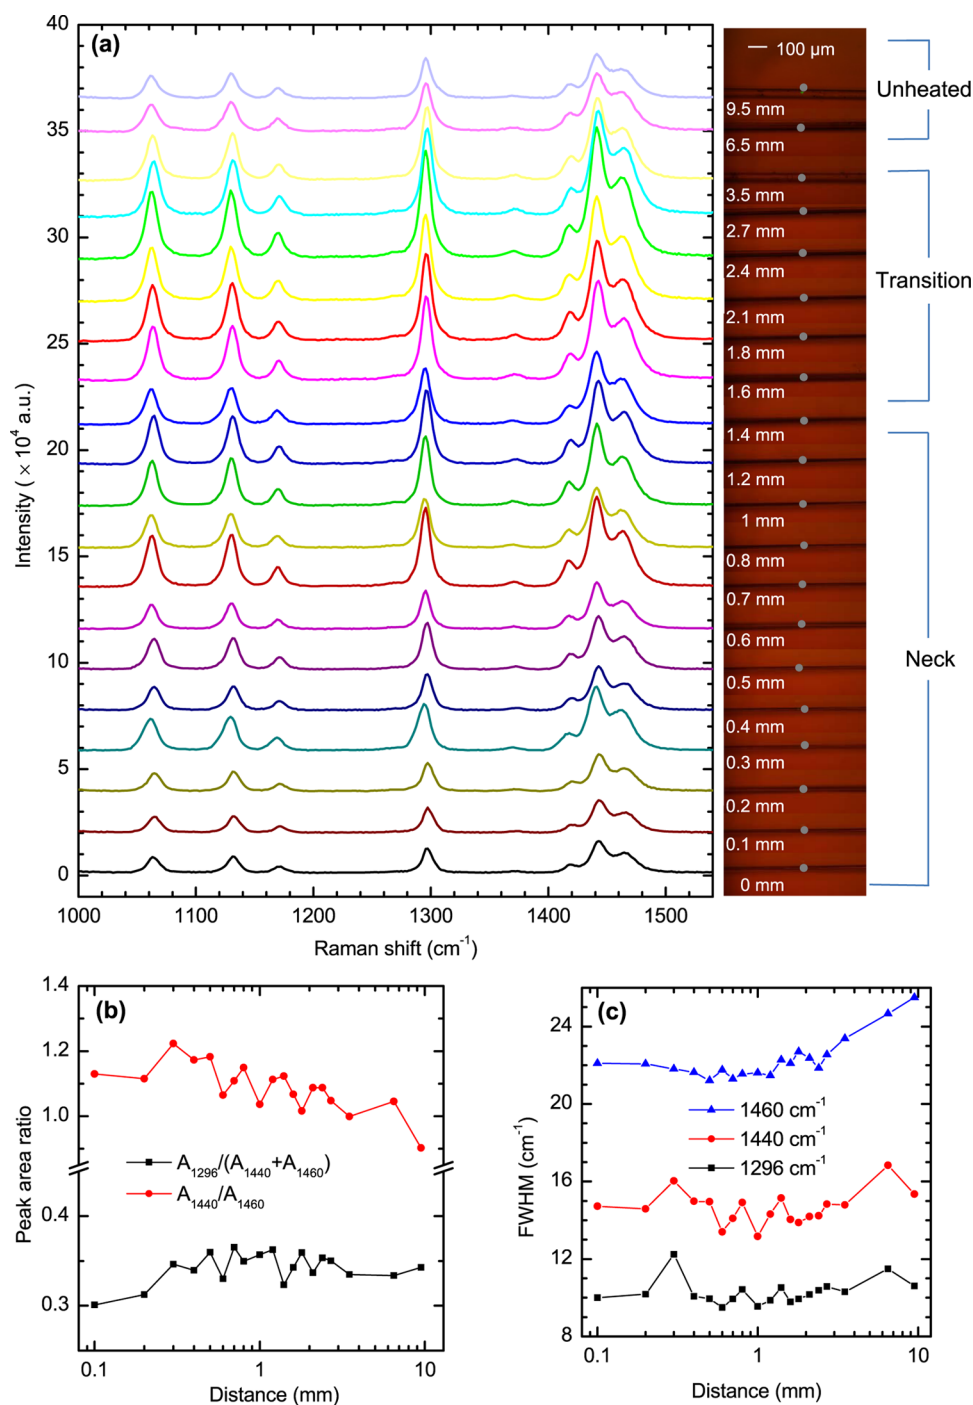 (a)
40
35
30
25
20
15
10
5
0
Intensity ( × 10⁴ a.u.)
1000 1100 1200 1300 1400 1500
Raman shift (cm⁻¹)
100 µm
9.5 mm
6.5 mm
3.5 mm
2.7 mm
2.4 mm
2.1 mm
1.8 mm
1.6 mm
1.4 mm
1.2 mm
1 mm
0.8 mm
0.7 mm
0.6 mm
0.5 mm
0.4 mm
0.3 mm
0.2 mm
0.1 mm
0 mm
Unheated
Transition
Neck
(b)
1.4
1.2
1.0
0.4
0.3
Peak area ratio
A₁₂₉₆/(A₁₄₄₀+A₁₄₆₀)
A₁₄₄₀/A₁₄₆₀
0.1 1 10
Distance (mm)
(c)
24
20
16
12
8
FWHM (cm⁻¹)
1460 cm⁻¹
1440 cm⁻¹
1296 cm⁻¹
0.1 1 10
Distance (mm)